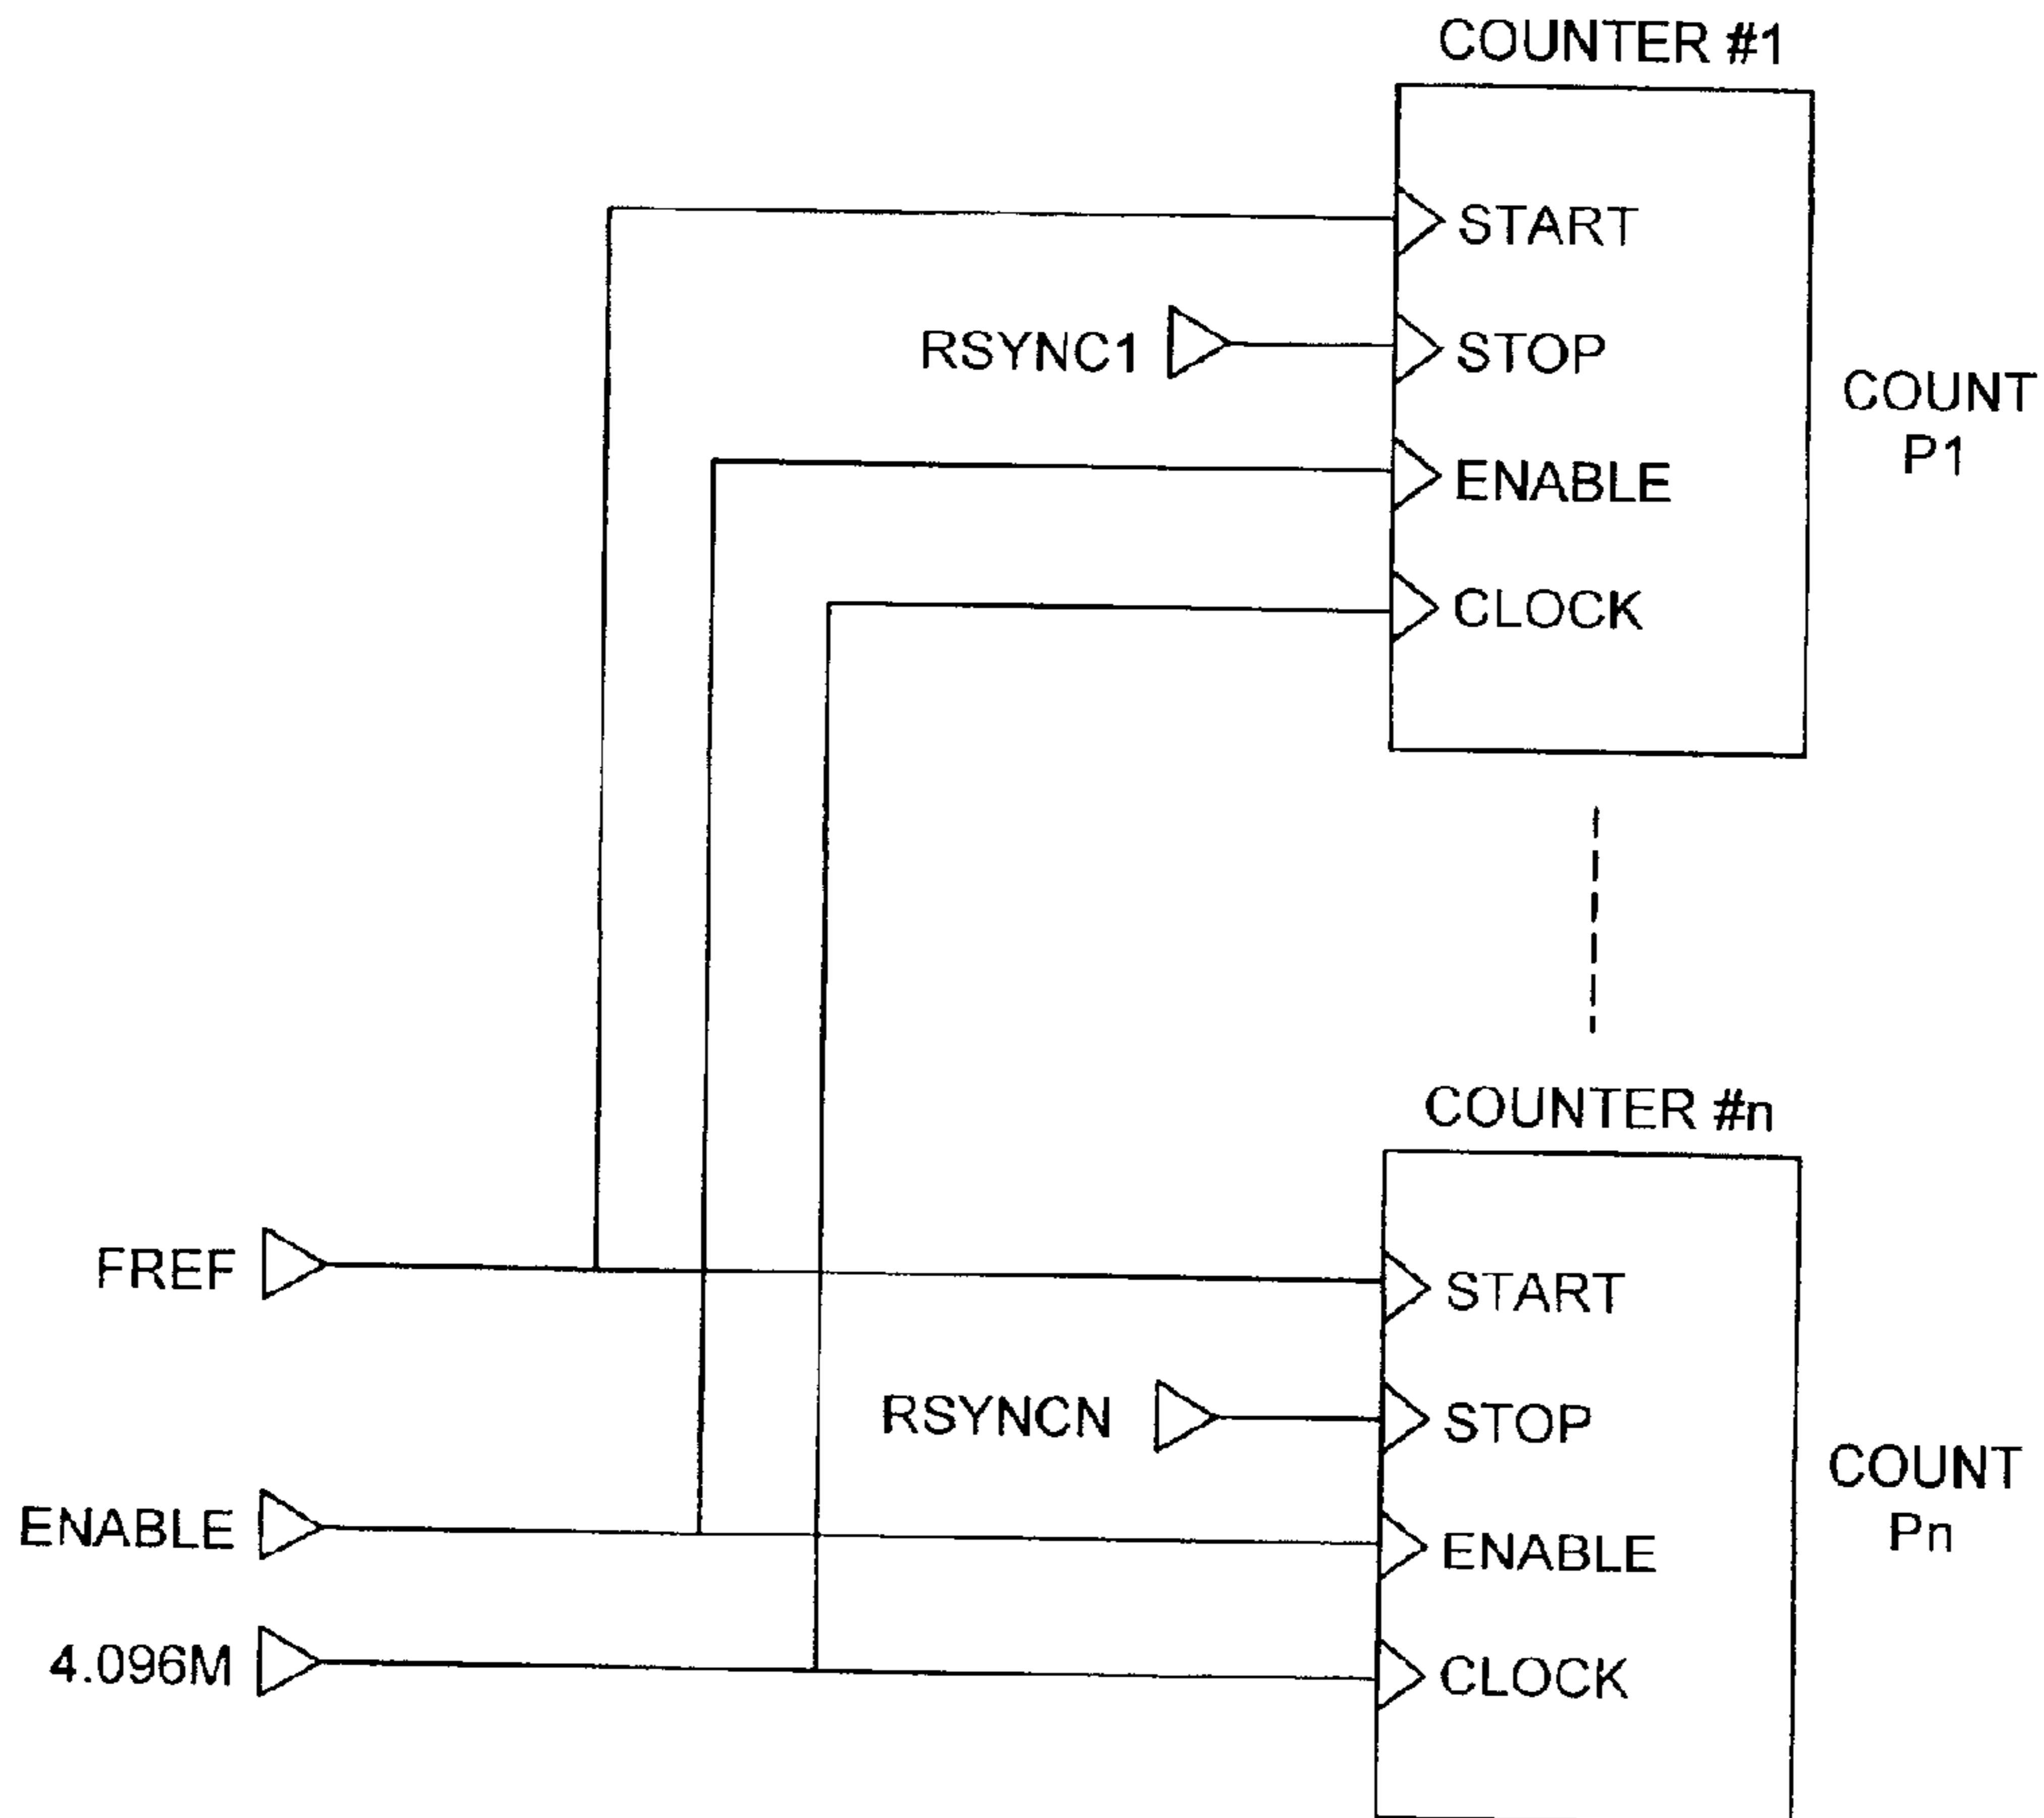 COUNTER #1
START
RSYNC1
STOP
COUNT
P1
ENABLE
CLOCK
COUNTER #n
FREF
START
RSYNCN
STOP
COUNT
Pn
ENABLE
ENABLE
4.096M
CLOCK